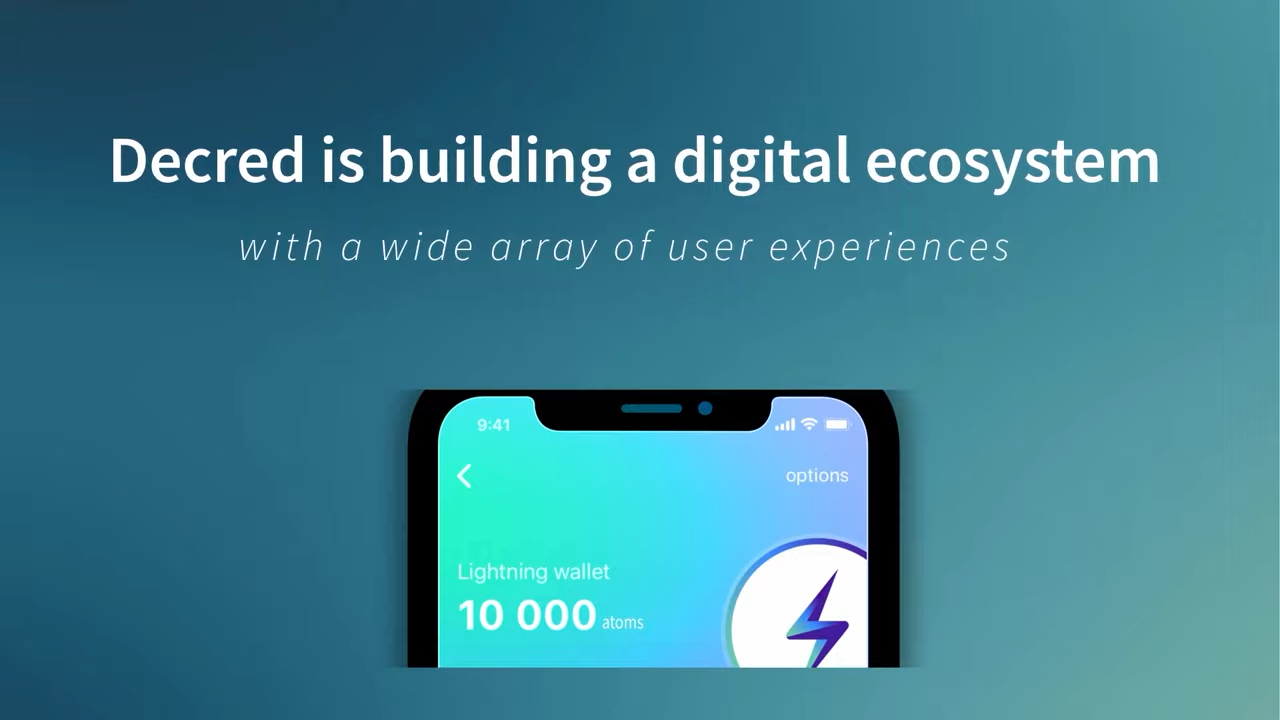 Decred is building a digital ecosystem
with a wide array of user experiences
9:41
options
Lightning wallet
10 000 atoms